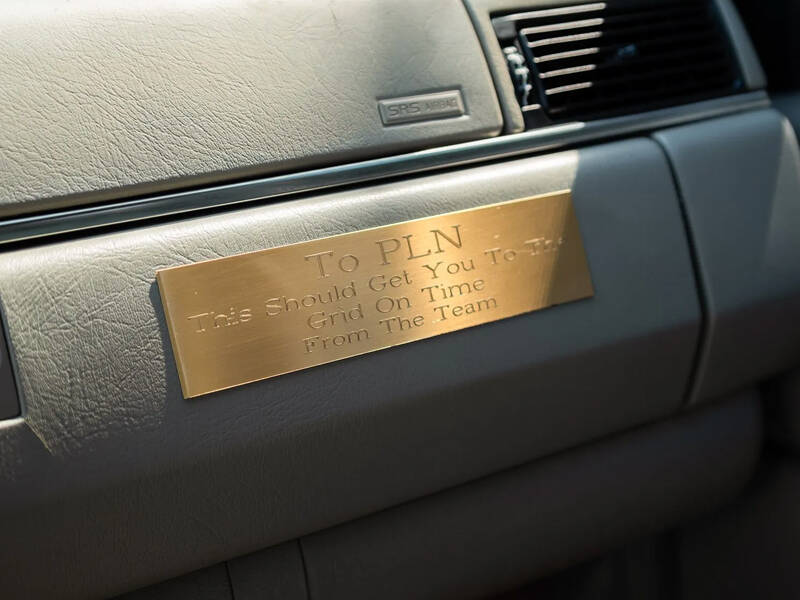 SRS AIRBAG
To PLN
This Should Get You To The
Grid On Time
From The Team